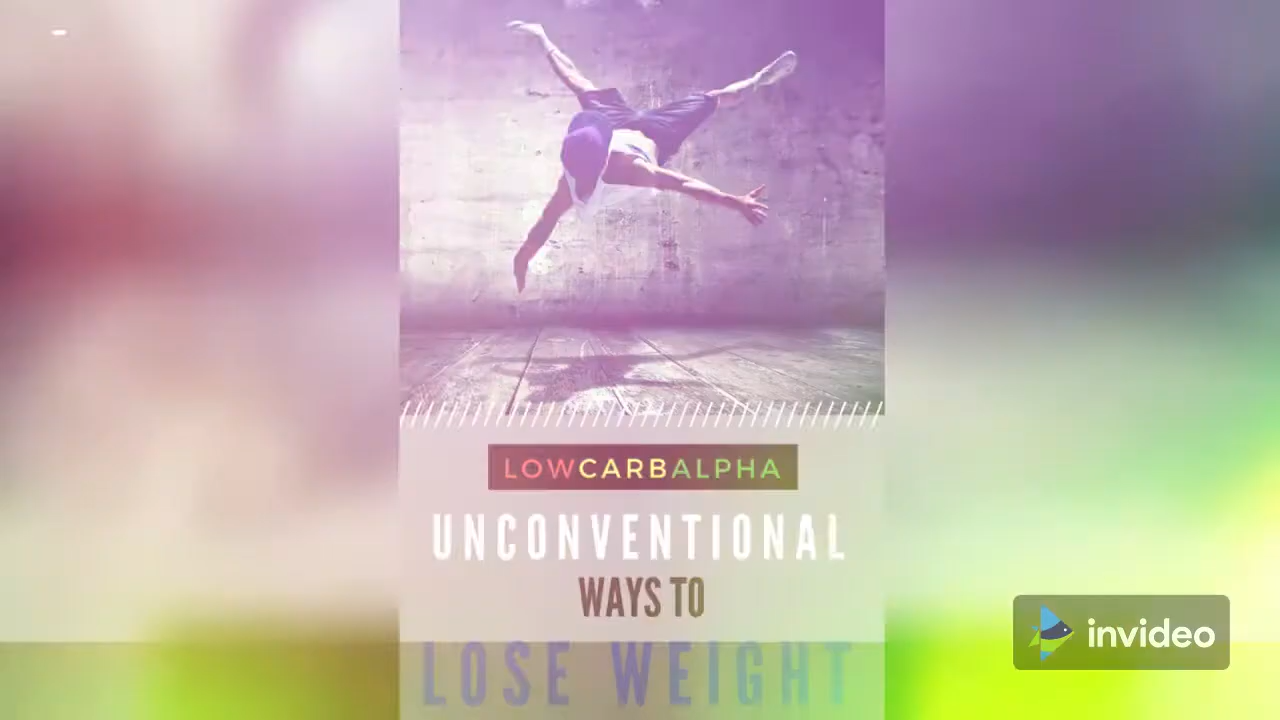 LOWCARBALPHA
UNCONVENTIONAL
WAYS TO
LOSE WEIGHT
invideo